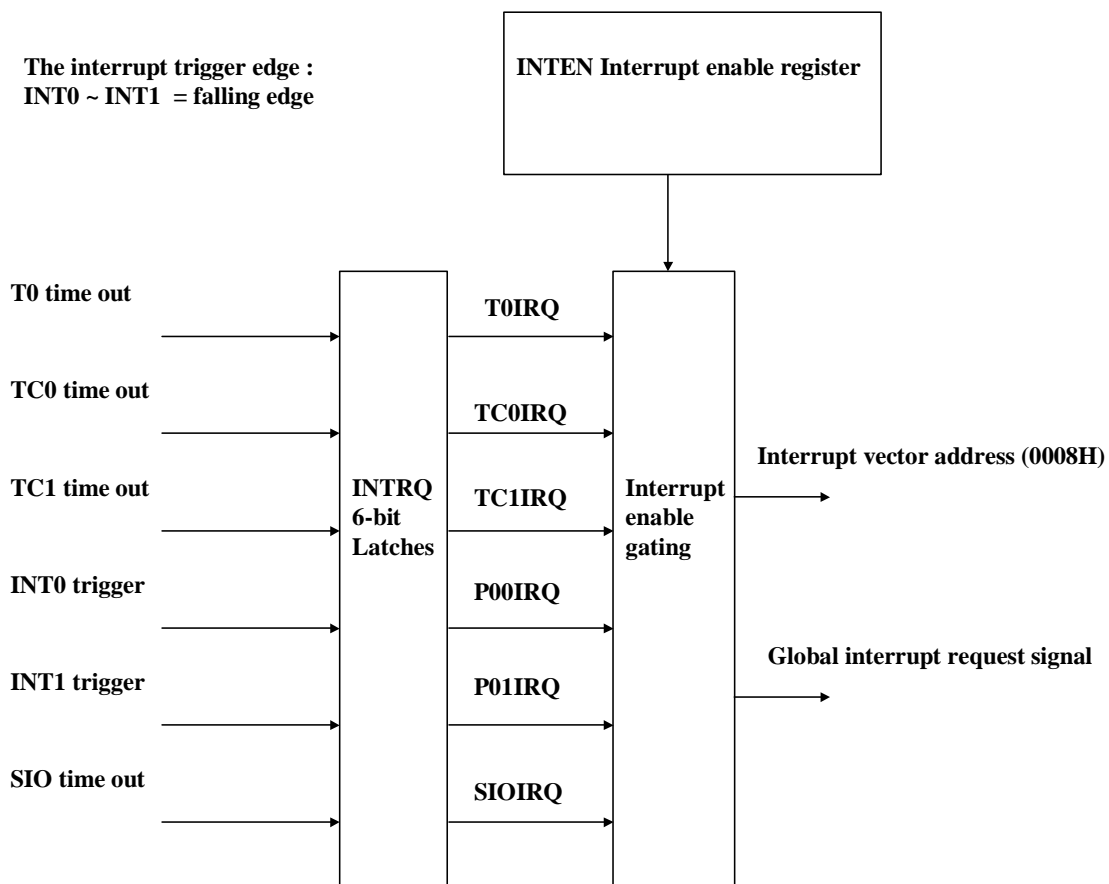 The interrupt trigger edge :
INT0 ~ INT1 = falling edge
INTEN Interrupt enable register
T0 time out
TC0 time out
TC1 time out
INT0 trigger
INT1 trigger
SIO time out
INTRQ
6-bit
Latches
T0IRQ
TC0IRQ
TC1IRQ
P00IRQ
P01IRQ
SIOIRQ
Interrupt
enable
gating
Interrupt vector address (0008H)
Global interrupt request signal